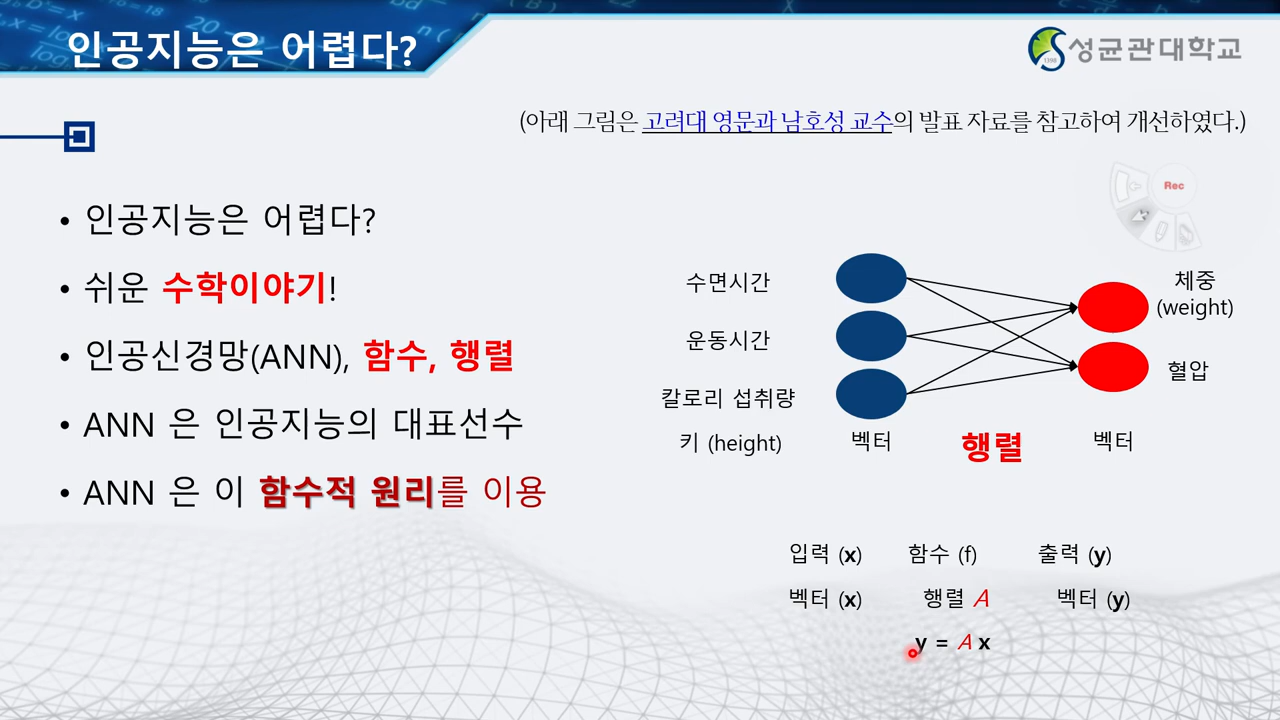 인공지능은 어렵다?
성균관대학교
1398
(아래 그림은 고려대 영문과 남호성 교수의 발표 자료를 참고하여 개선하였다.)
Rec
• 인공지능은 어렵다?
• 쉬운 수학이야기!
• 인공신경망(ANN), 함수, 행렬
• ANN 은 인공지능의 대표선수
• ANN 은 이 함수적 원리를 이용
수면시간
운동시간
칼로리 섭취량
키 (height)
벡터
행렬
벡터
체중
(weight)
혈압
입력 (x) 함수 (f) 출력 (y)
벡터 (x) 행렬 A 벡터 (y)
y = A x